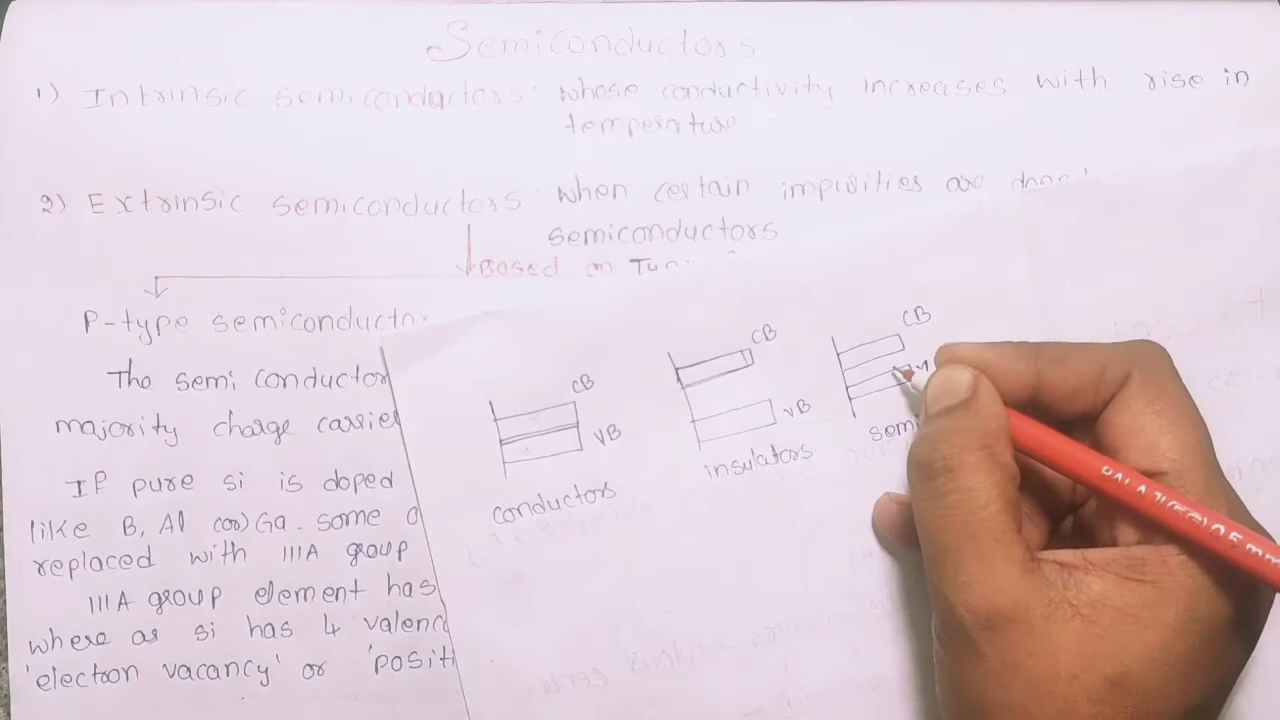 Semiconductors
1) Intrinsic semiconductors: whose conductivity increases with rise in
temperature
2) Extrinsic semiconductors when certain impurities are
semiconductors
Based on
P-type semiconductor
The semi conductor
majority charge carrie
If pure si is doped
like B, Al (or) Ga. some o
replaced with IIIA group
IIIA group element has
where as si has 4 valenc
'electron vacancy' or 'positi
CB
VB
conductors
CB
VB
insulators
CB
semi